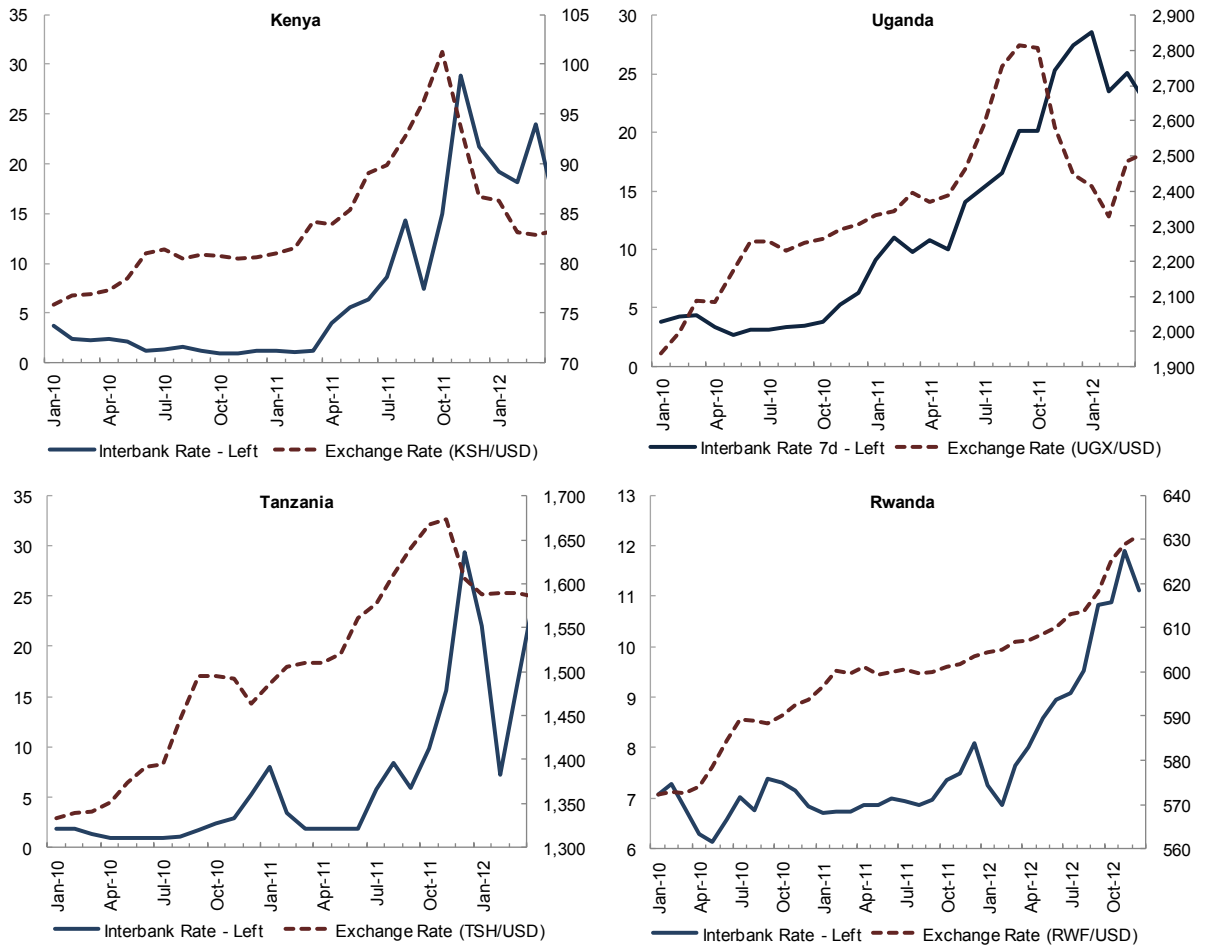 Kenya
35
30
25
20
15
10
5
0
105
100
95
90
85
80
75
70
Jan-10
Apr-10
Jul-10
Oct-10
Jan-11
Apr-11
Jul-11
Oct-11
Jan-12
Interbank Rate - Left Exchange Rate (KSH/USD)
Uganda
30
25
20
15
10
5
0
2,900
2,800
2,700
2,600
2,500
2,400
2,300
2,200
2,100
2,000
1,900
Jan-10
Apr-10
Jul-10
Oct-10
Jan-11
Apr-11
Jul-11
Oct-11
Jan-12
Interbank Rate 7d - Left Exchange Rate (UGX/USD)
Tanzania
35
30
25
20
15
10
5
0
1,700
1,650
1,600
1,550
1,500
1,450
1,400
1,350
1,300
Jan-10
Apr-10
Jul-10
Oct-10
Jan-11
Apr-11
Jul-11
Oct-11
Jan-12
Interbank Rate - Left Exchange Rate (TSH/USD)
Rwanda
13
12
11
10
9
8
7
6
640
630
620
610
600
590
580
570
560
Jan-10
Apr-10
Jul-10
Oct-10
Jan-11
Apr-11
Jul-11
Oct-11
Jan-12
Apr-12
Jul-12
Oct-12
Interbank Rate - Left Exchange Rate (RWF/USD)